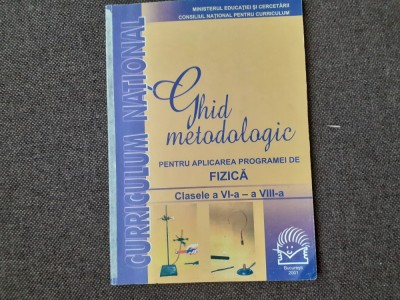 MINISTERUL EDUCAȚIEI ȘI CERCETĂRII
CONSILIUL NAȚIONAL PENTRU CURRICULUM
CURRICULUM NAȚIONAL
Ghid
metodologic
PENTRU APLICAREA PROGRAMEI DE
FIZICĂ
Clasele a VI-a – a VIII-a
București
2001